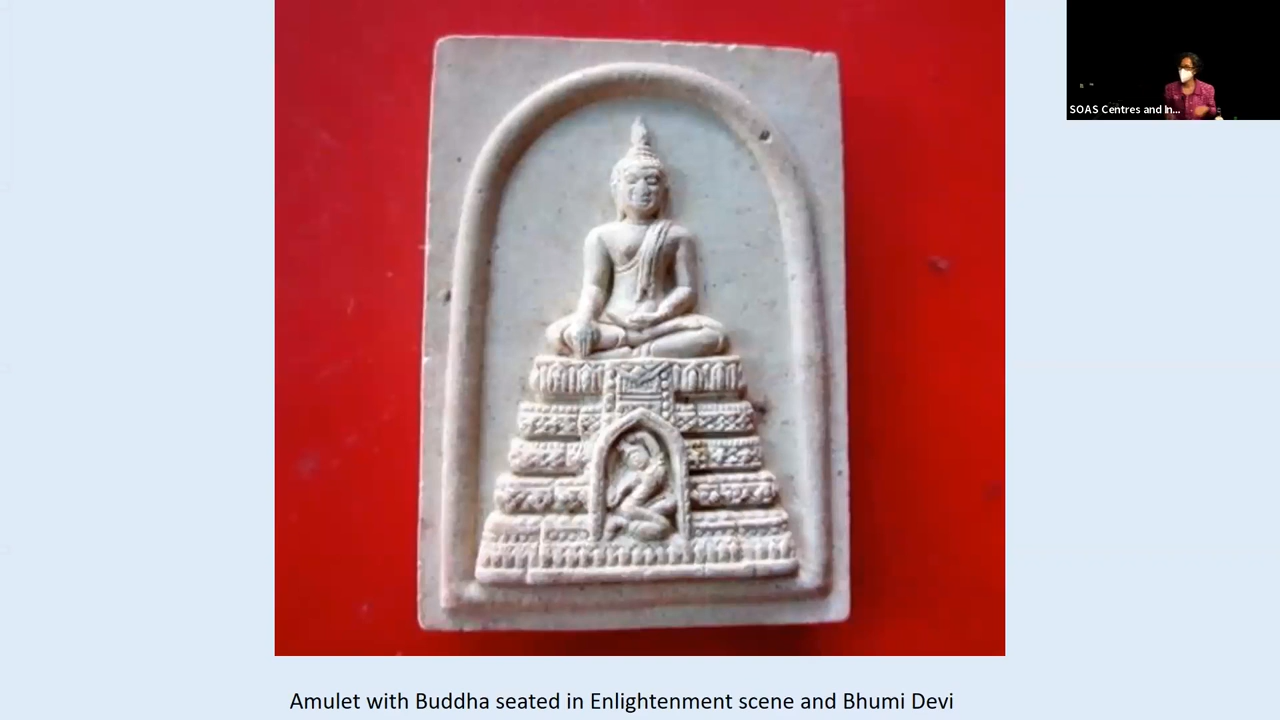 SOAS Centres and In...
Amulet with Buddha seated in Enlightenment scene and Bhumi Devi